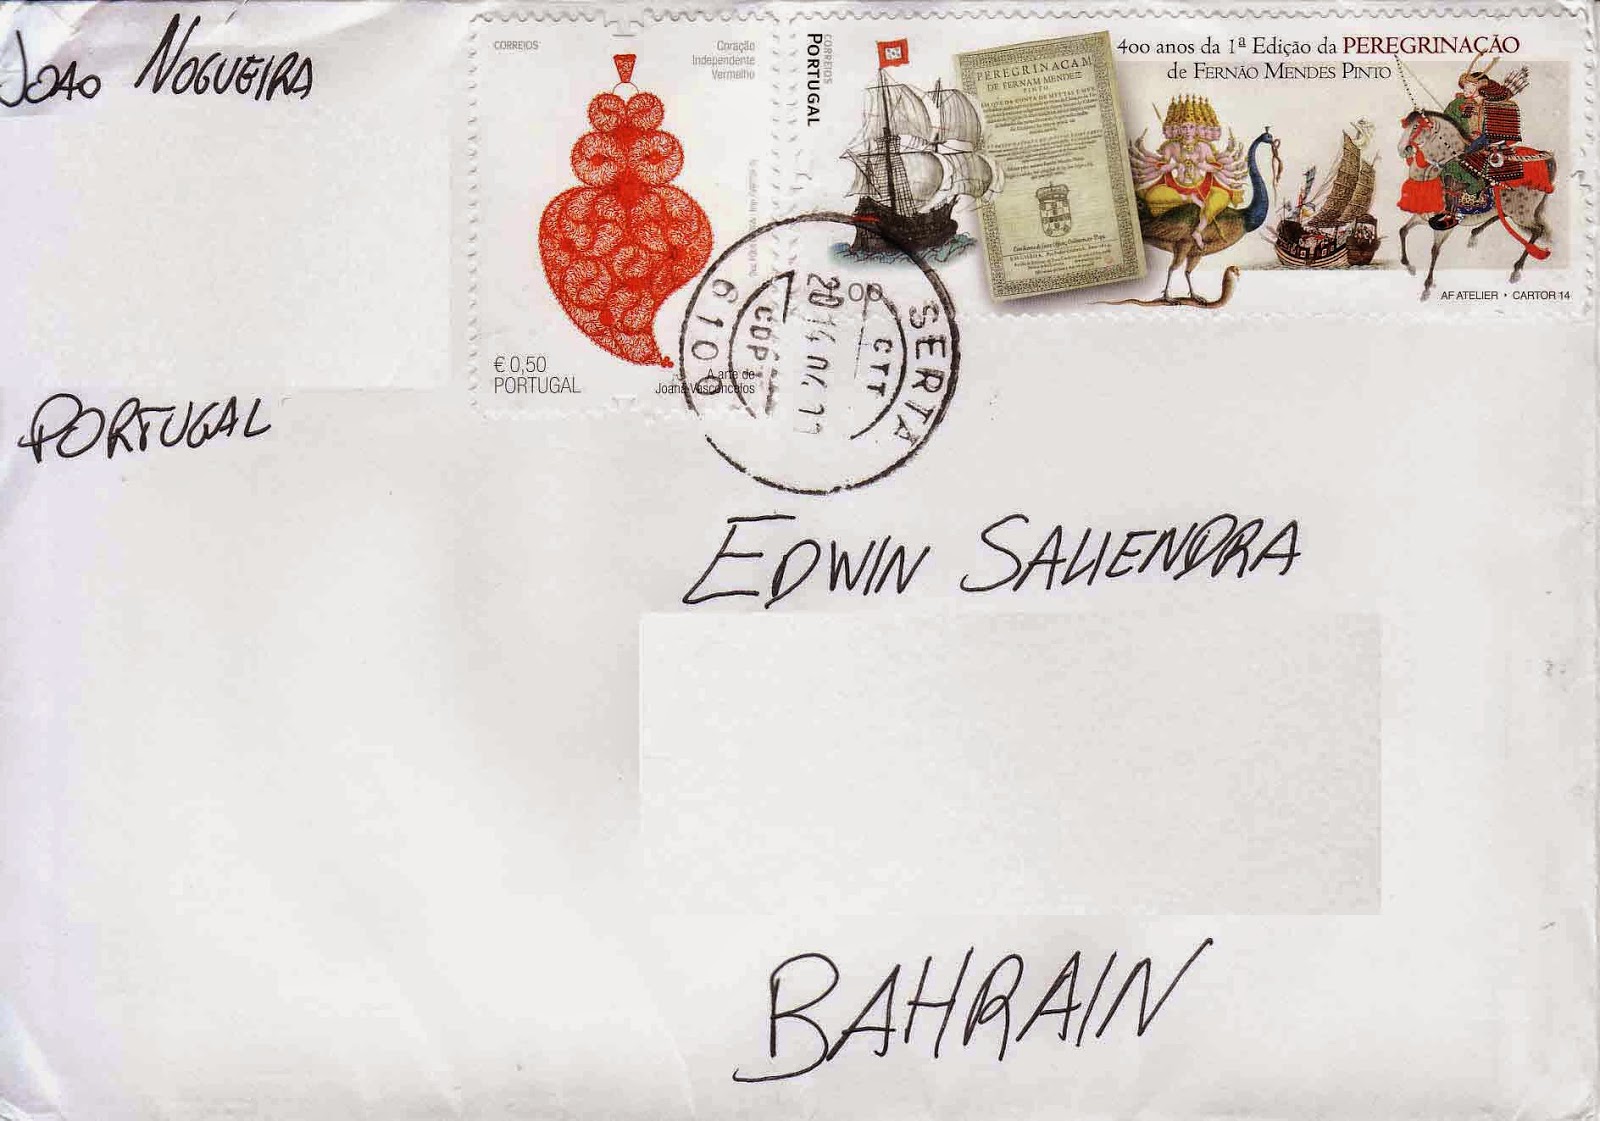 JOAO NOGUEIRA
PORTUGAL
CORREIOS
Coração
Independente
Vermelho
€ 0,50
PORTUGAL
A arte de
Joana Vasconcelos
CORREIOS
PORTUGAL
400 anos da 1ª Edição da PEREGRINAÇÃO
de FERNÃO MENDES PINTO
PEREGRINACAM
DE FERNAM MENDEZ
PINTO.
AF ATELIER • CARTOR 14
SERTÃ
CTT
CDP
6100
EDWIN SALIENDRA
BAHRAIN